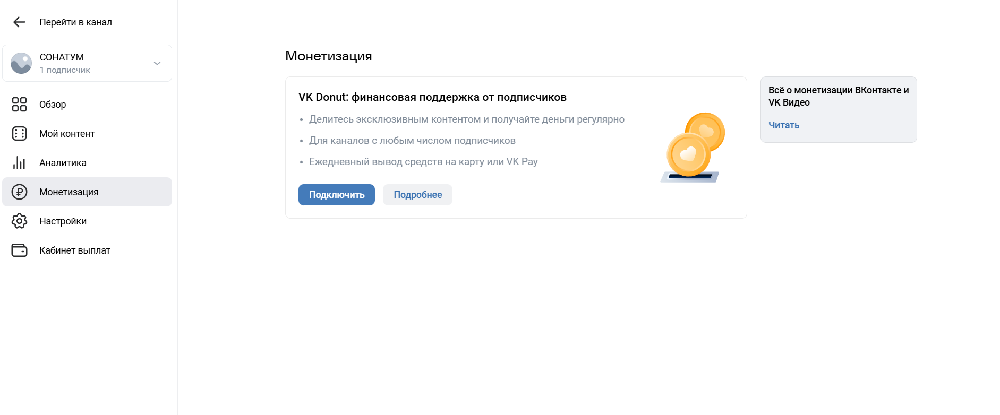 Перейти в канал
СОНАТУМ
1 подписчик
Обзор
Мой контент
Аналитика
Монетизация
Настройки
Кабинет выплат
Монетизация
VK Donut: финансовая поддержка от подписчиков
• Делитесь эксклюзивным контентом и получайте деньги регулярно
• Для каналов с любым числом подписчиков
• Ежедневный вывод средств на карту или VK Pay
Подключить
Подробнее
Всё о монетизации ВКонтакте и
VK Видео
Читать